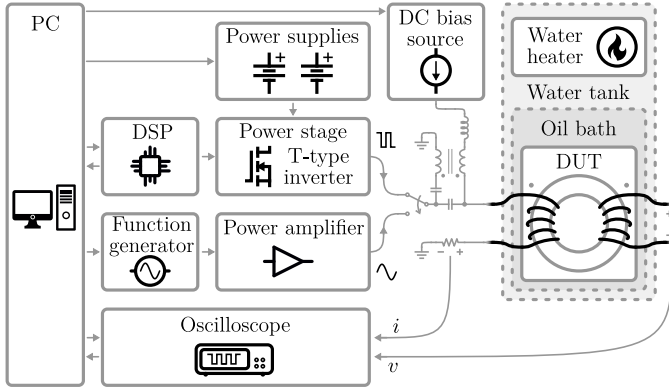 PC
Power supplies
+ +
DC bias
source
Water
heater
Water tank
Oil bath
DUT
DSP
Power stage
T-type
inverter
Function
generator
Power amplifier
− +
Oscilloscope
i
v
+
−